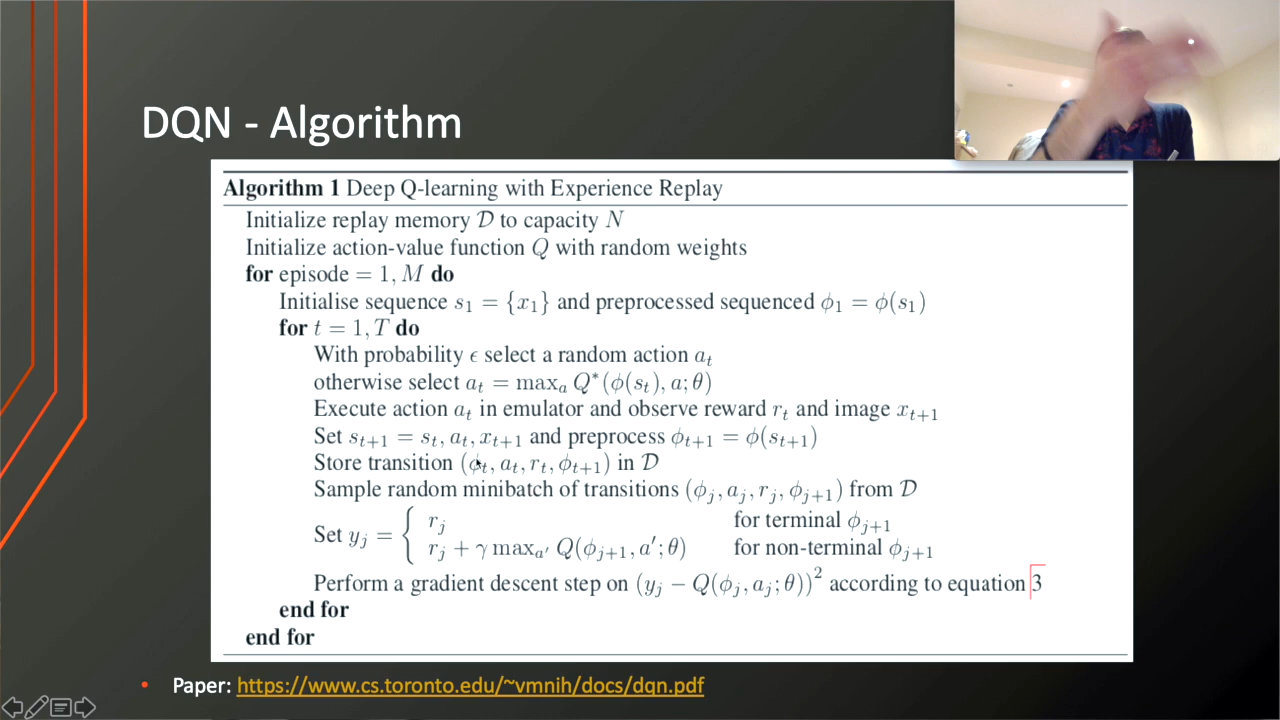 DQN - Algorithm
Algorithm 1 Deep Q-learning with Experience Replay
Initialize replay memory 𝒟 to capacity N
Initialize action-value function Q with random weights
for episode = 1, M do
Initialise sequence s₁ = {x₁} and preprocessed sequenced ϕ₁ = ϕ(s₁)
for t = 1, T do
With probability ϵ select a random action aₜ
otherwise select aₜ = maxₐ Q*(ϕ(sₜ), a; θ)
Execute action aₜ in emulator and observe reward rₜ and image xₜ₊₁
Set sₜ₊₁ = sₜ, aₜ, xₜ₊₁ and preprocess ϕₜ₊₁ = ϕ(sₜ₊₁)
Store transition (ϕₜ, aₜ, rₜ, ϕₜ₊₁) in 𝒟
Sample random minibatch of transitions (ϕⱼ, aⱼ, rⱼ, ϕⱼ₊₁) from 𝒟
Set yⱼ = { rⱼ for terminal ϕⱼ₊₁
rⱼ + γ maxₐ′ Q(ϕⱼ₊₁, a′; θ) for non-terminal ϕⱼ₊₁
Perform a gradient descent step on (yⱼ − Q(ϕⱼ, aⱼ; θ))² according to equation 3
end for
end for
• Paper: https://www.cs.toronto.edu/~vmnih/docs/dqn.pdf